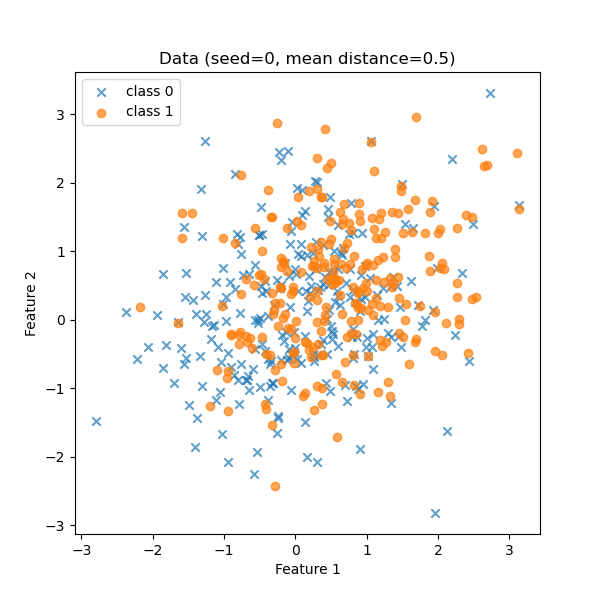 Data (seed=0, mean distance=0.5)
class 0
class 1
3
2
1
0
−1
−2
−3
Feature 2
−3
−2
−1
0
1
2
3
Feature 1